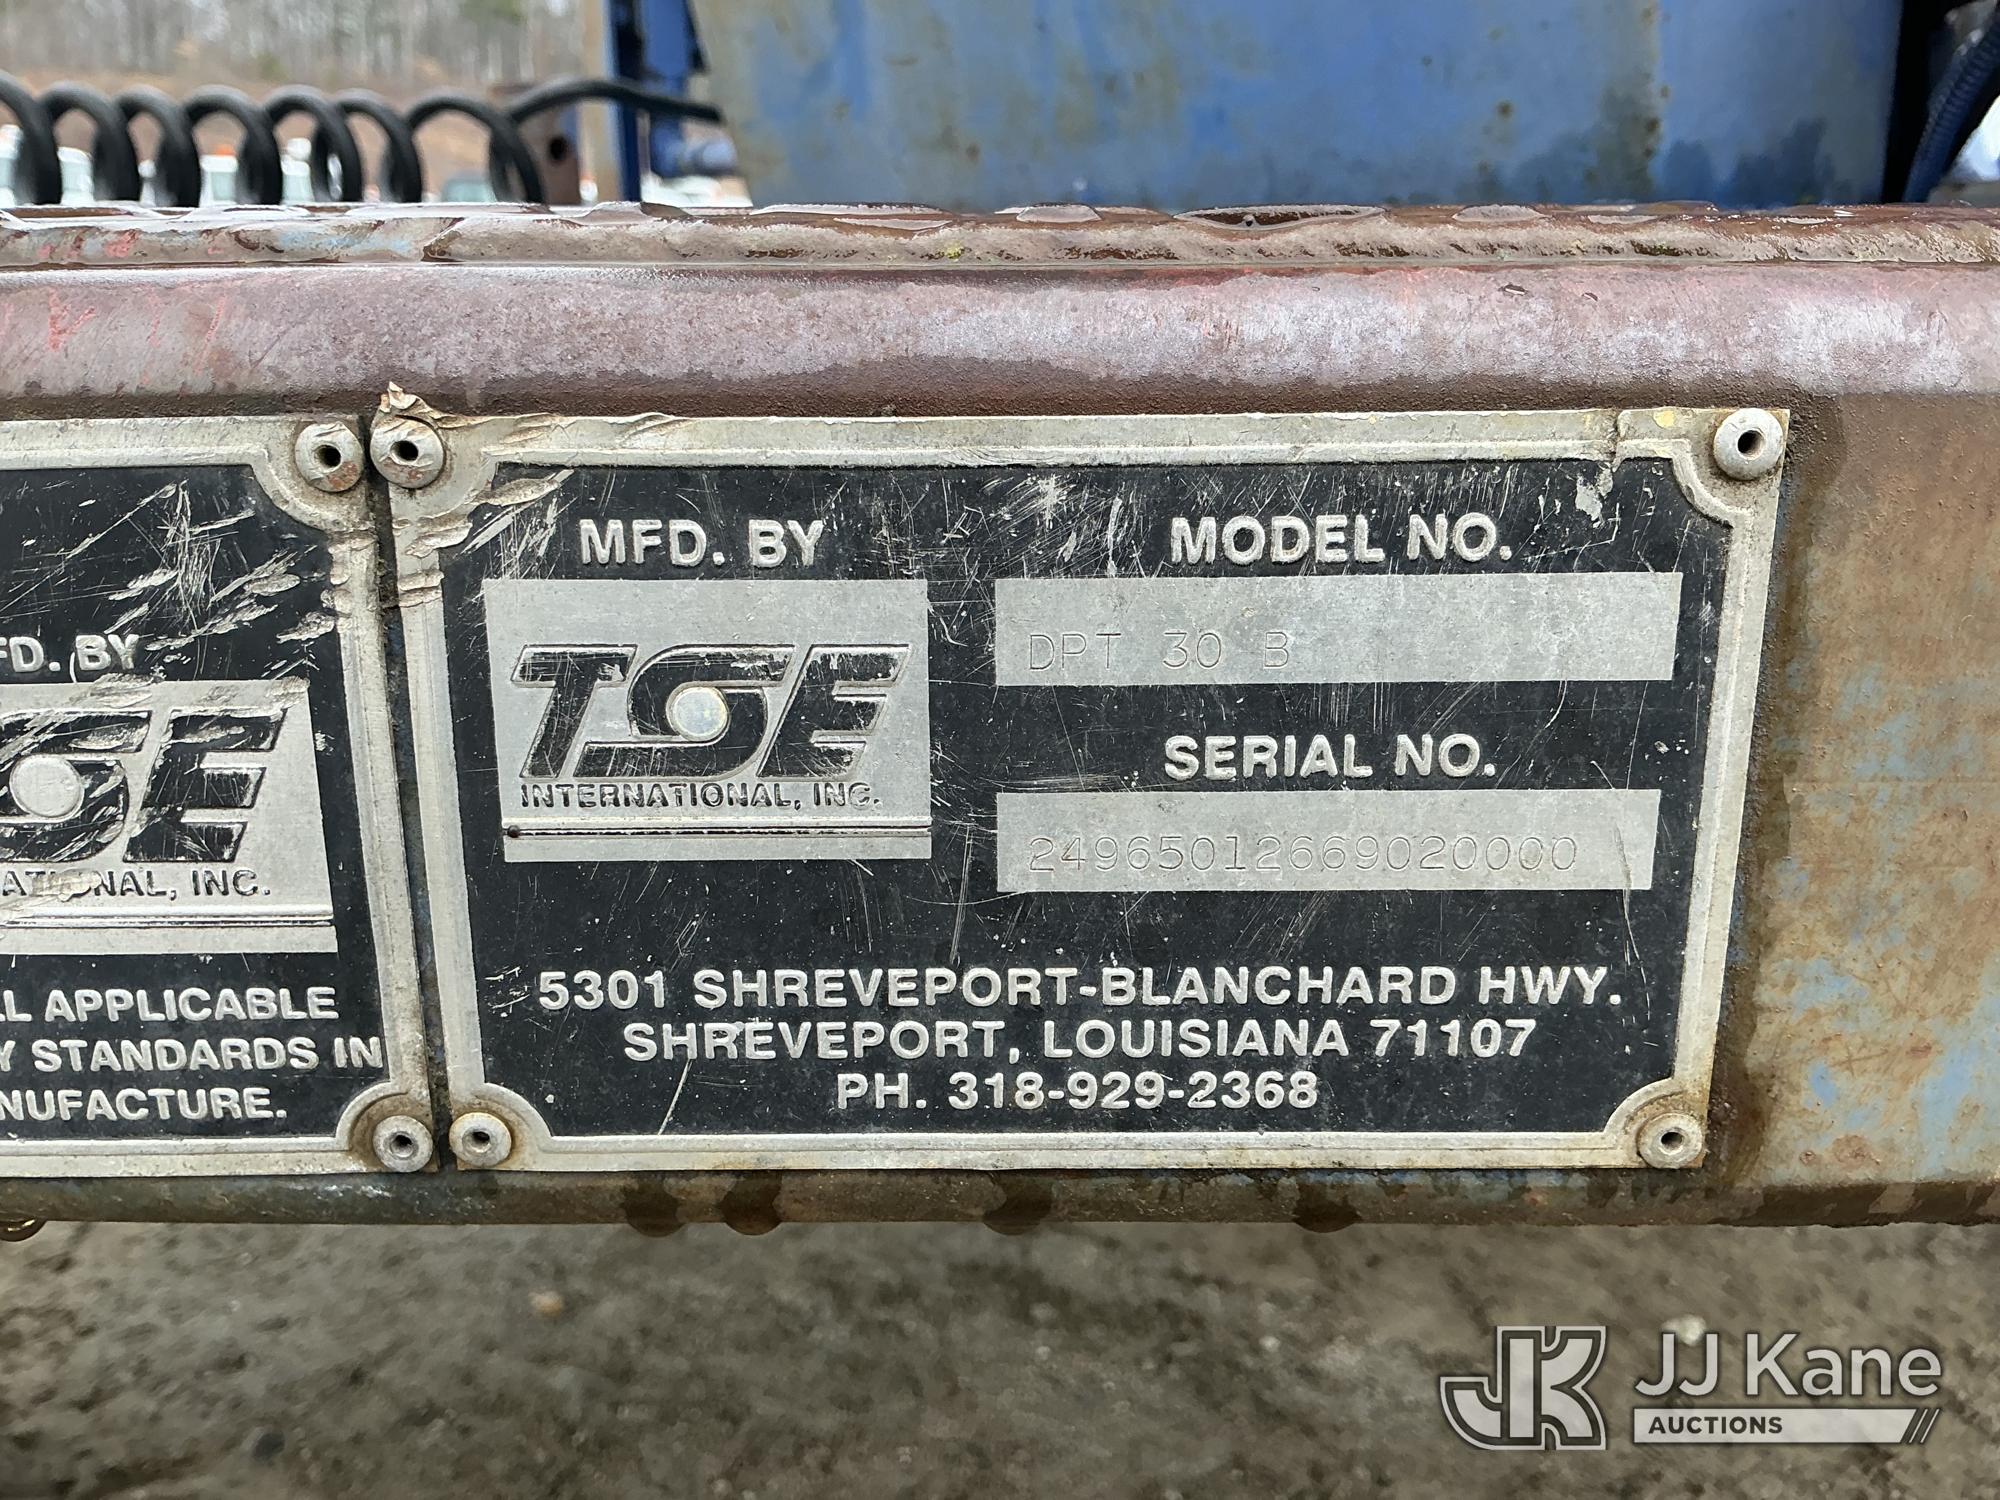 MFD. BY
TSE
INTERNATIONAL, INC.
MODEL NO.
DPT 30 B
SERIAL NO.
24965012669020000
5301 SHREVEPORT-BLANCHARD HWY.
SHREVEPORT, LOUISIANA 71107
PH. 318-929-2368
FD. BY
SE
ATIONAL, INC.
LL APPLICABLE
Y STANDARDS IN
NUFACTURE.
JK
JJ Kane
AUCTIONS